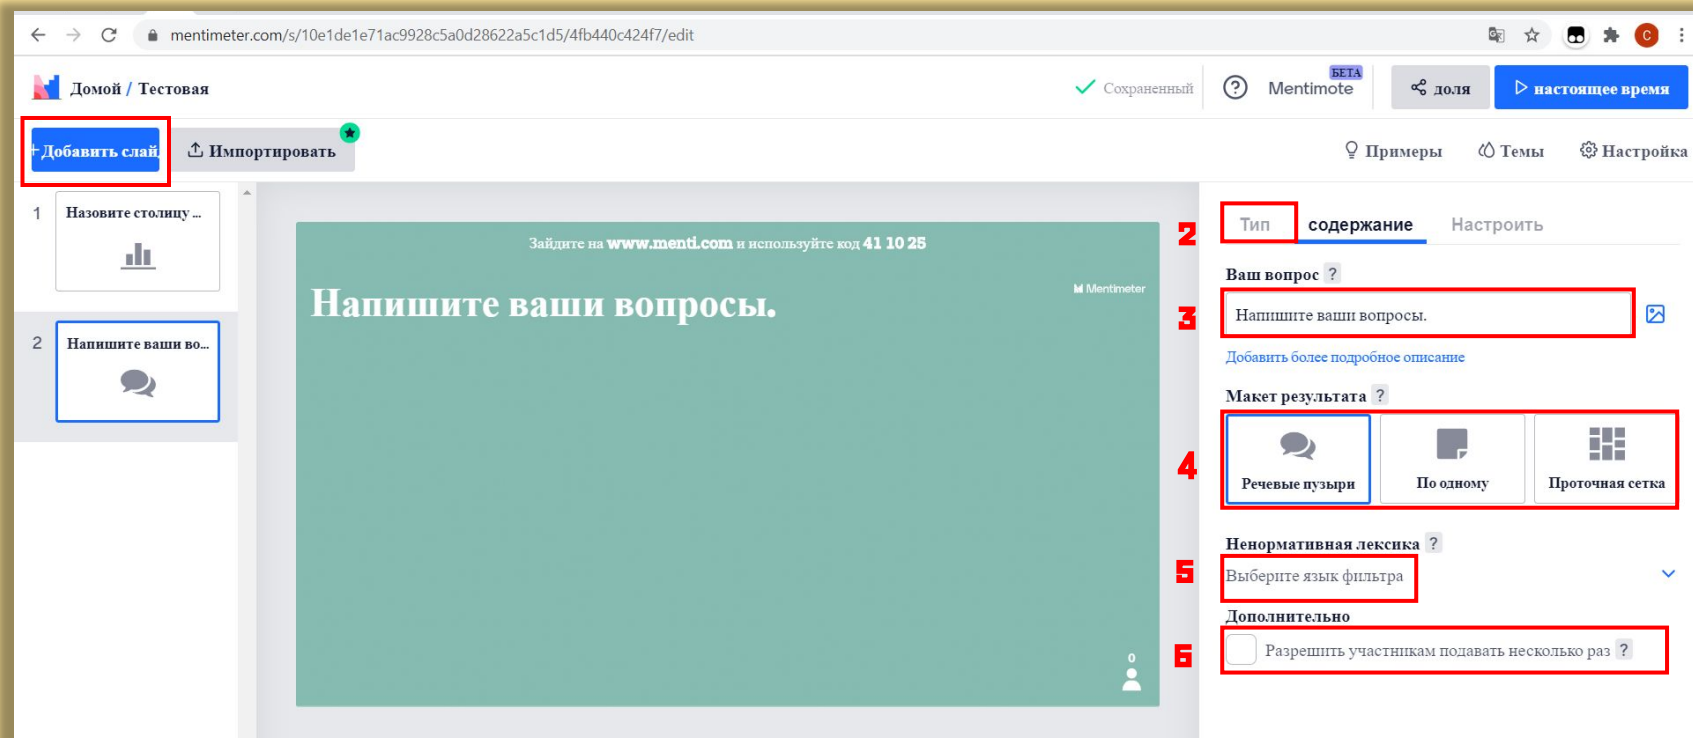 mentimeter.com/s/10e1de1e71ac9928c5a0d28622a5c1d5/4fb440c424f7/edit
C
Домой / Тестовая
Сохраненный
?
Mentimote
БЕТА
доля
настоящее время
+Добавить слай
Импортировать
Примеры
Темы
Настройка
1
Назовите столицу ...
2
Напишите ваши во...
Зайдите на www.menti.com и используйте код 41 10 25
Mentimeter
Напишите ваши вопросы.
0
2
Тип
содержание
Настроить
Ваш вопрос ?
3
Напишите ваши вопросы.
Добавить более подробное описание
Макет результата ?
4
Речевые пузыри
По одному
Проточная сетка
Ненормативная лексика ?
5
Выберите язык фильтра
Дополнительно
6
Разрешить участникам подавать несколько раз ?